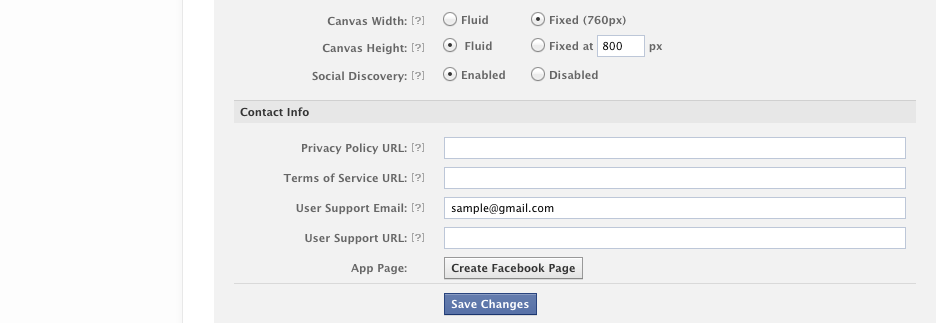 Canvas Width: [?] Fluid Fixed (760px)
Canvas Height: [?] Fluid Fixed at 800 px
Social Discovery: [?] Enabled Disabled
Contact Info
Privacy Policy URL: [?]
Terms of Service URL: [?]
User Support Email: [?] sample@gmail.com
User Support URL: [?]
App Page: Create Facebook Page
Save Changes